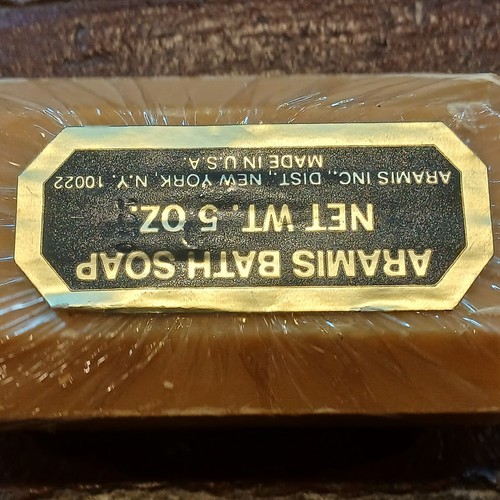 ARAMIS BATH SOAP
NET WT. 5 OZ.
ARAMIS INC., DIST., NEW YORK, N.Y. 10022
MADE IN U.S.A.